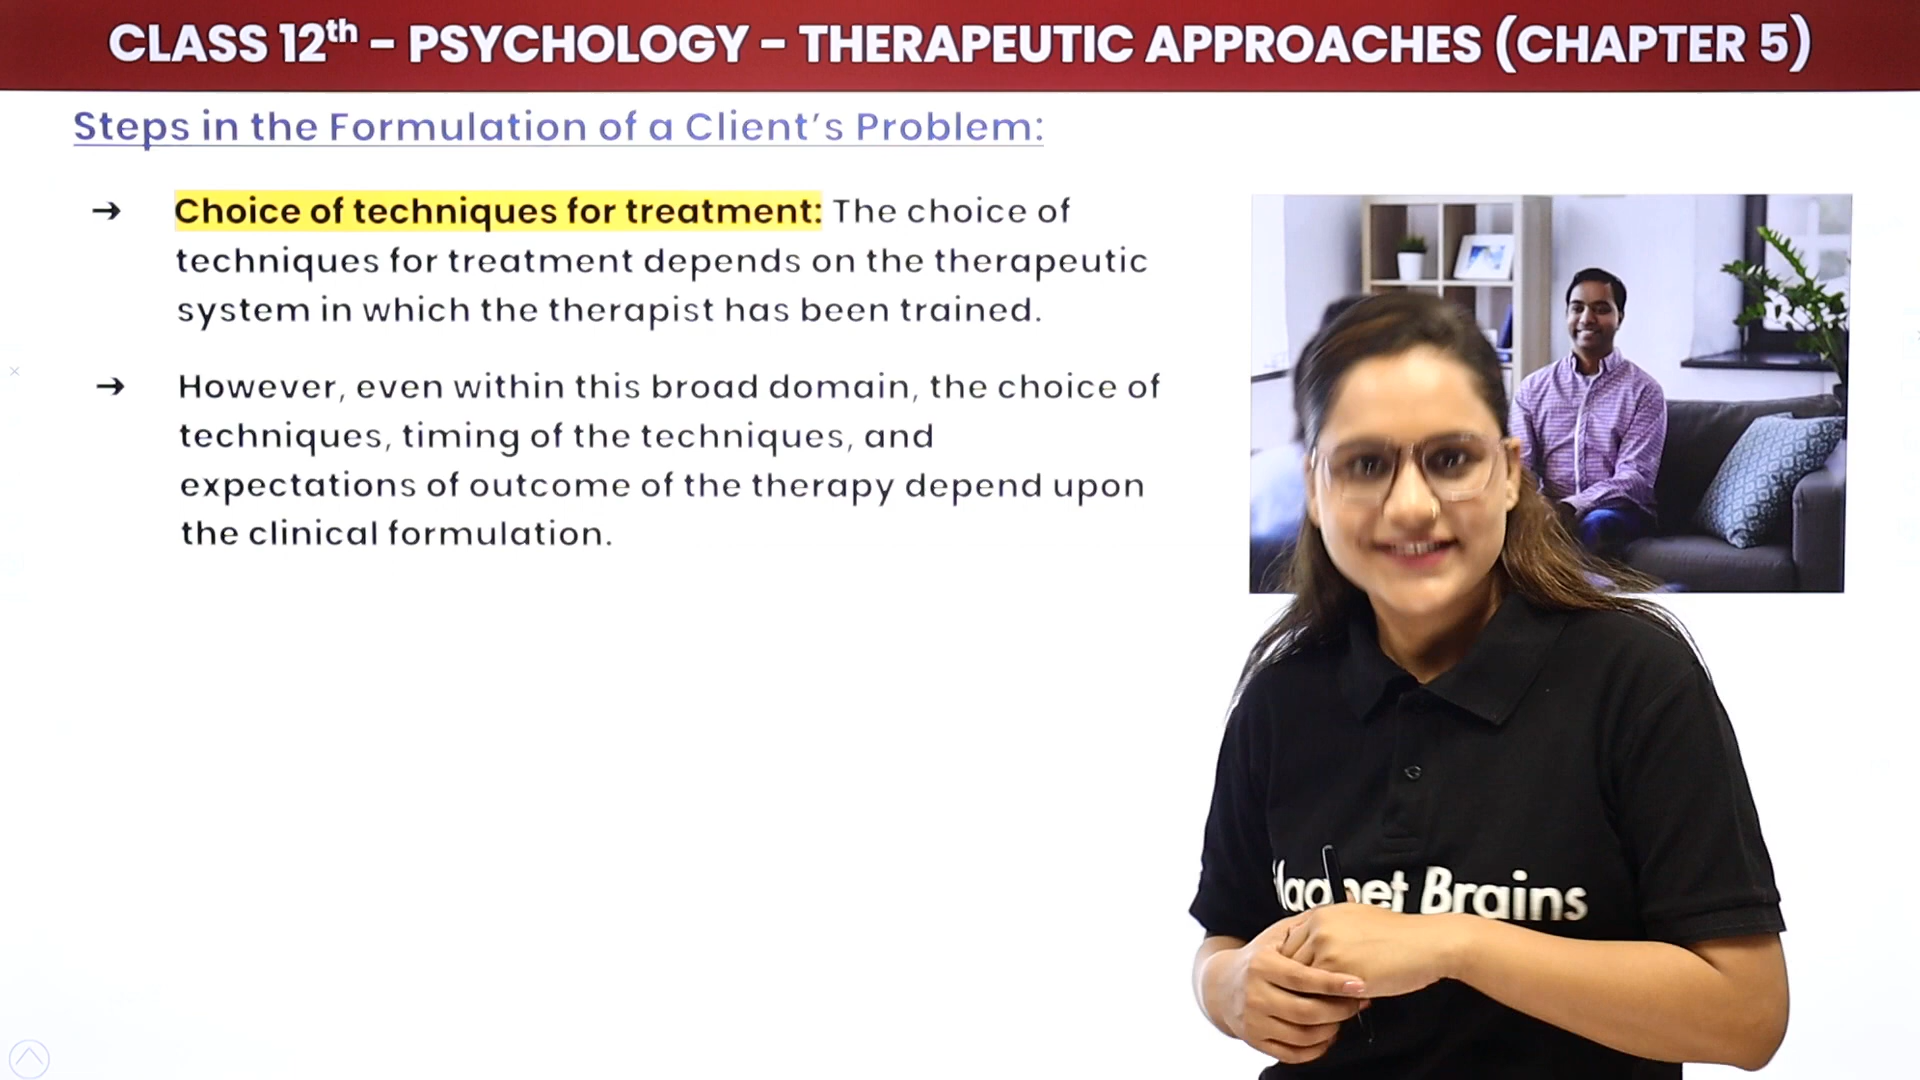 CLASS 12th – PSYCHOLOGY – THERAPEUTIC APPROACHES (CHAPTER 5)
Steps in the Formulation of a Client’s Problem:
➔ Choice of techniques for treatment: The choice of
techniques for treatment depends on the therapeutic
system in which the therapist has been trained.
➔ However, even within this broad domain, the choice of
techniques, timing of the techniques, and
expectations of outcome of the therapy depend upon
the clinical formulation.
Brains